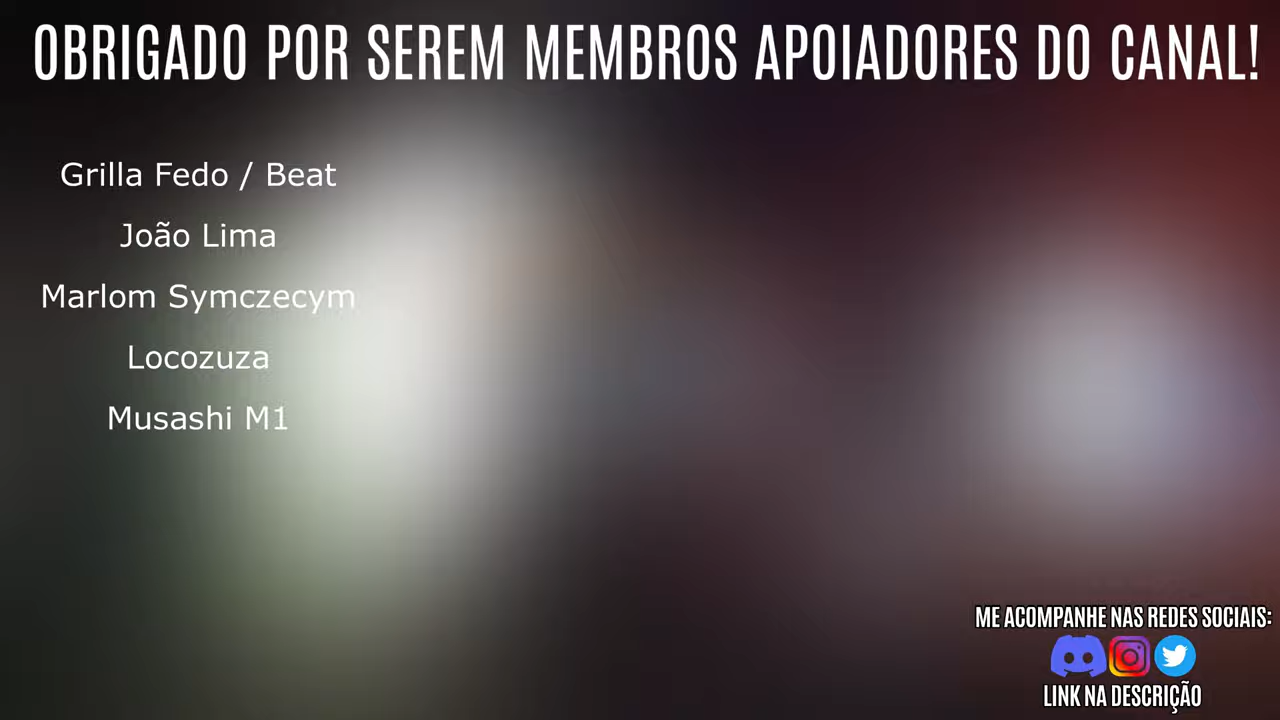 OBRIGADO POR SEREM MEMBROS APOIADORES DO CANAL!
Grilla Fedo / Beat
João Lima
Marlom Symczecym
Locozuza
Musashi M1
ME ACOMPANHE NAS REDES SOCIAIS:
LINK NA DESCRIÇÃO